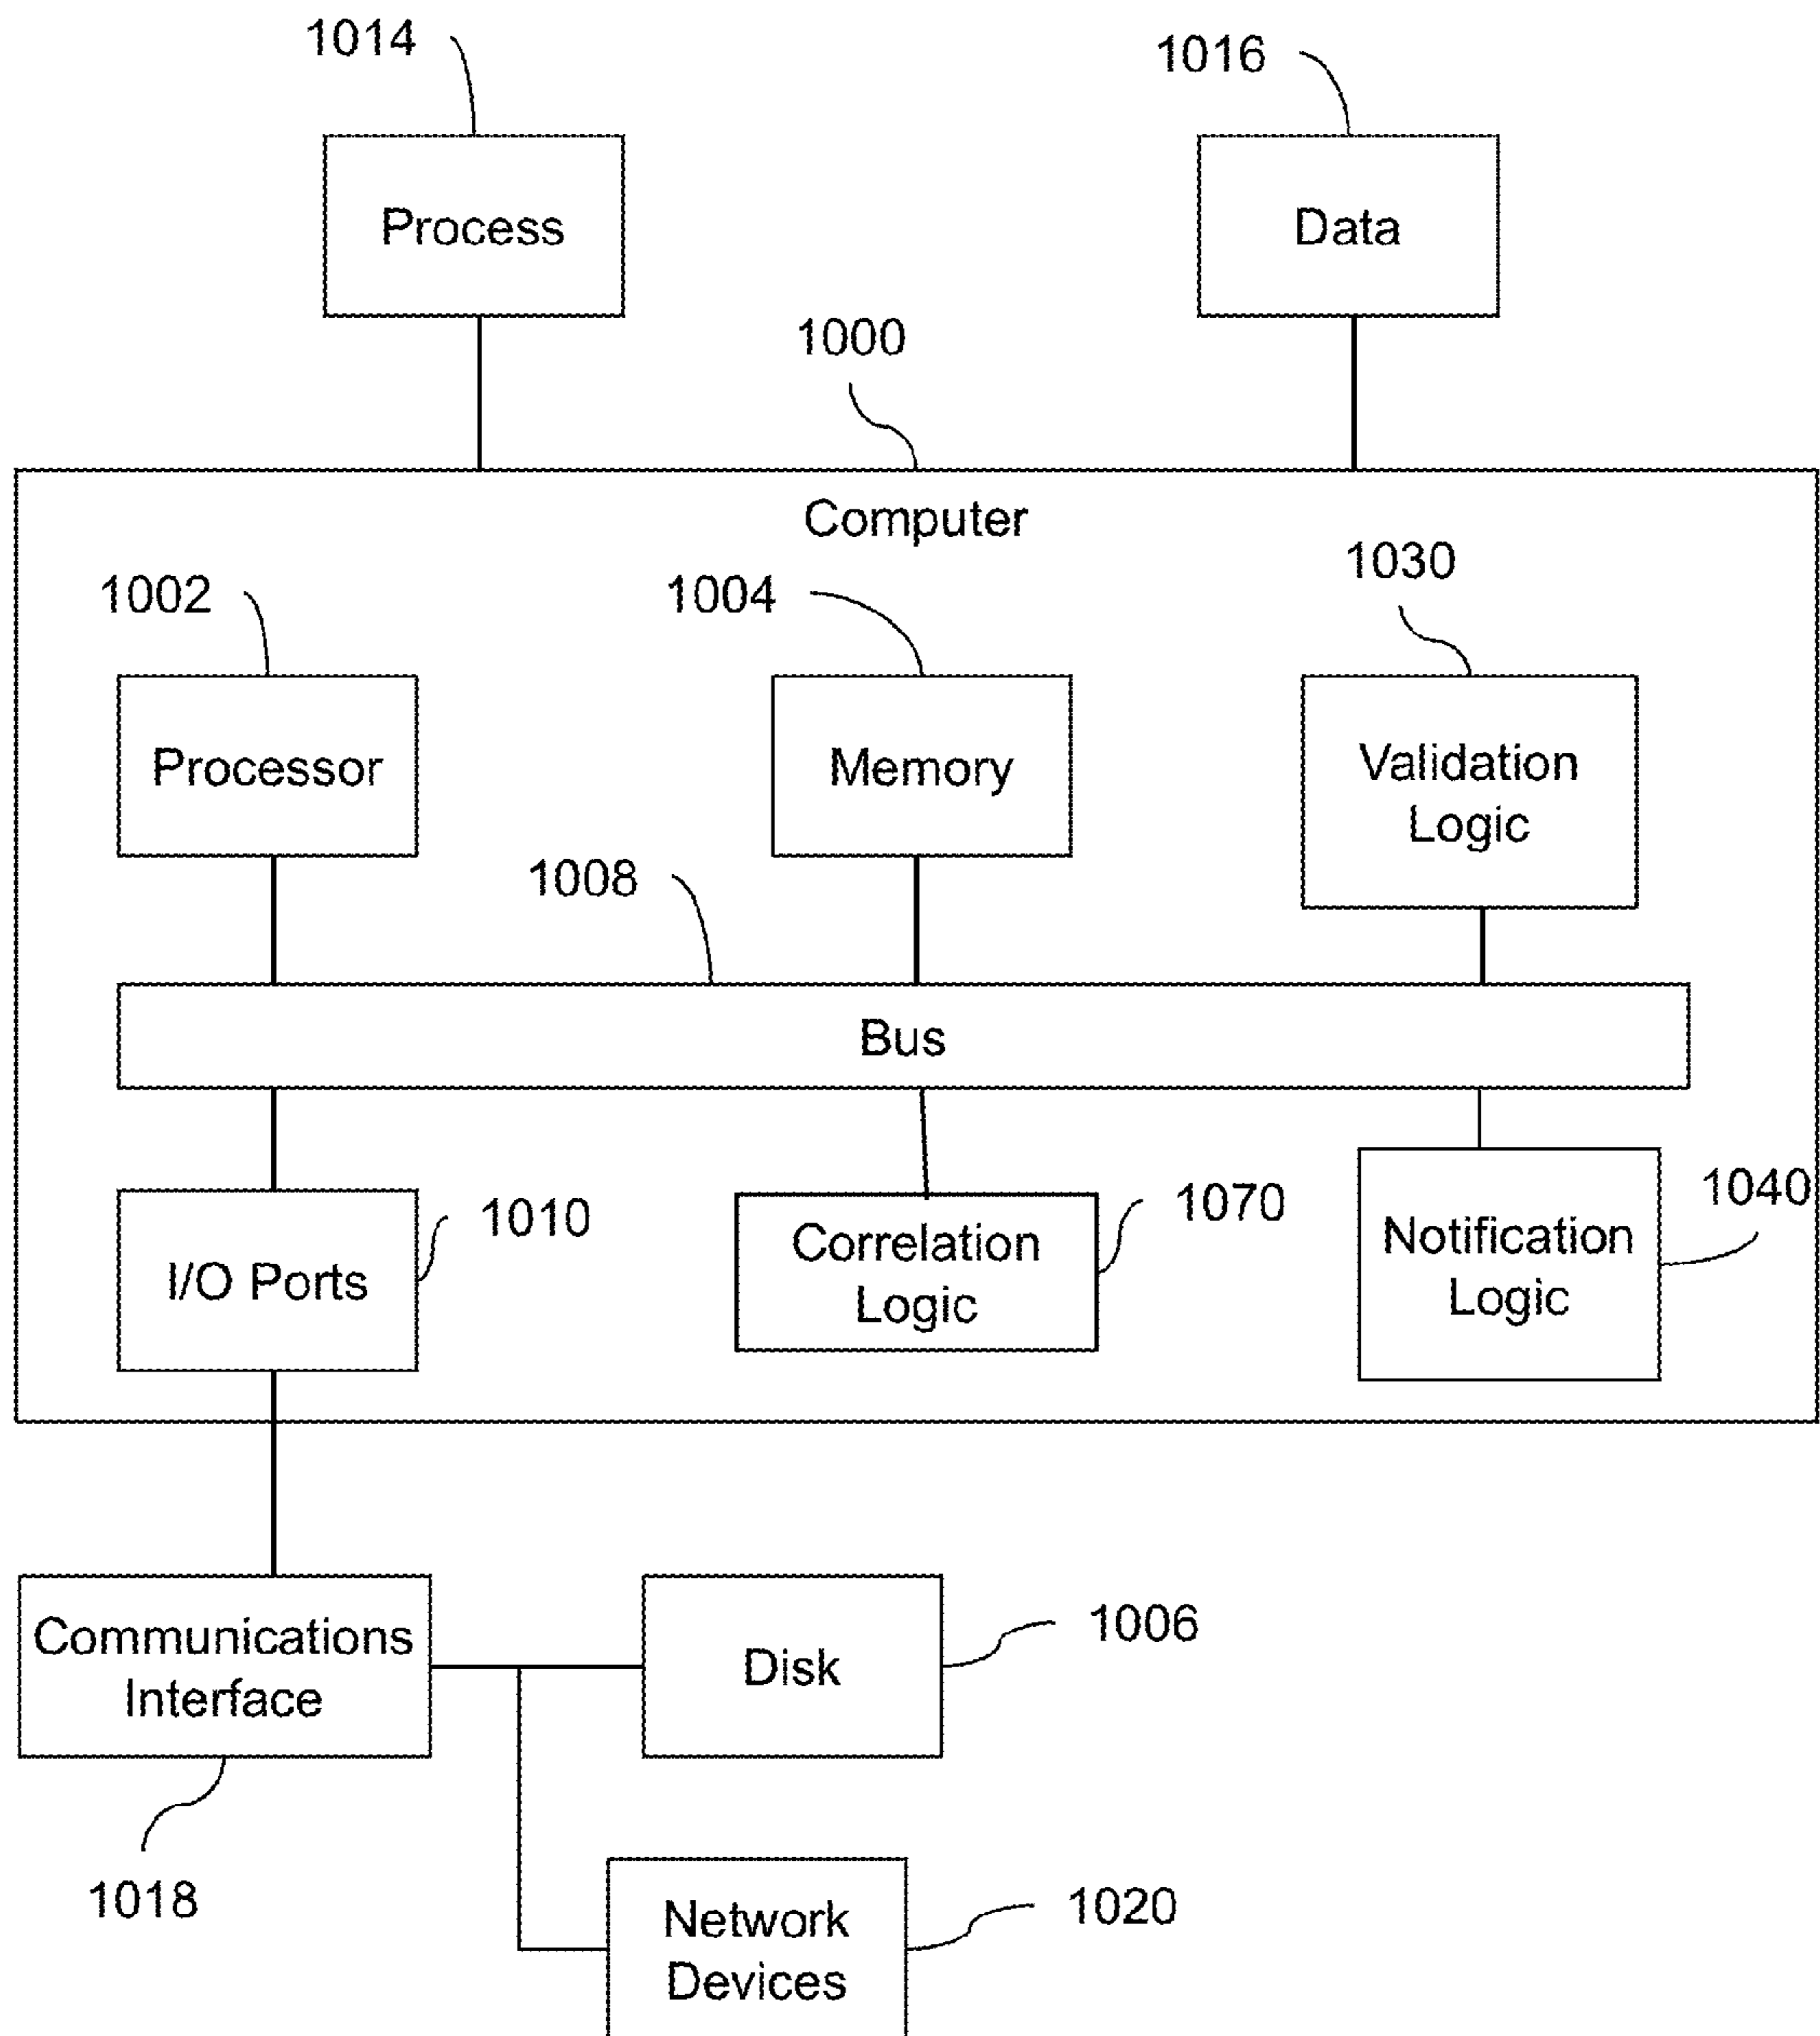 1014
1016
Process
Data
1000
Computer
1002
1004
1030
Processor
Memory
Validation
Logic
1008
Bus
1010
I/O Ports
Correlation
Logic
1070
Notification
Logic
1040
Communications
Interface
Disk
1006
1018
Network
Devices
1020